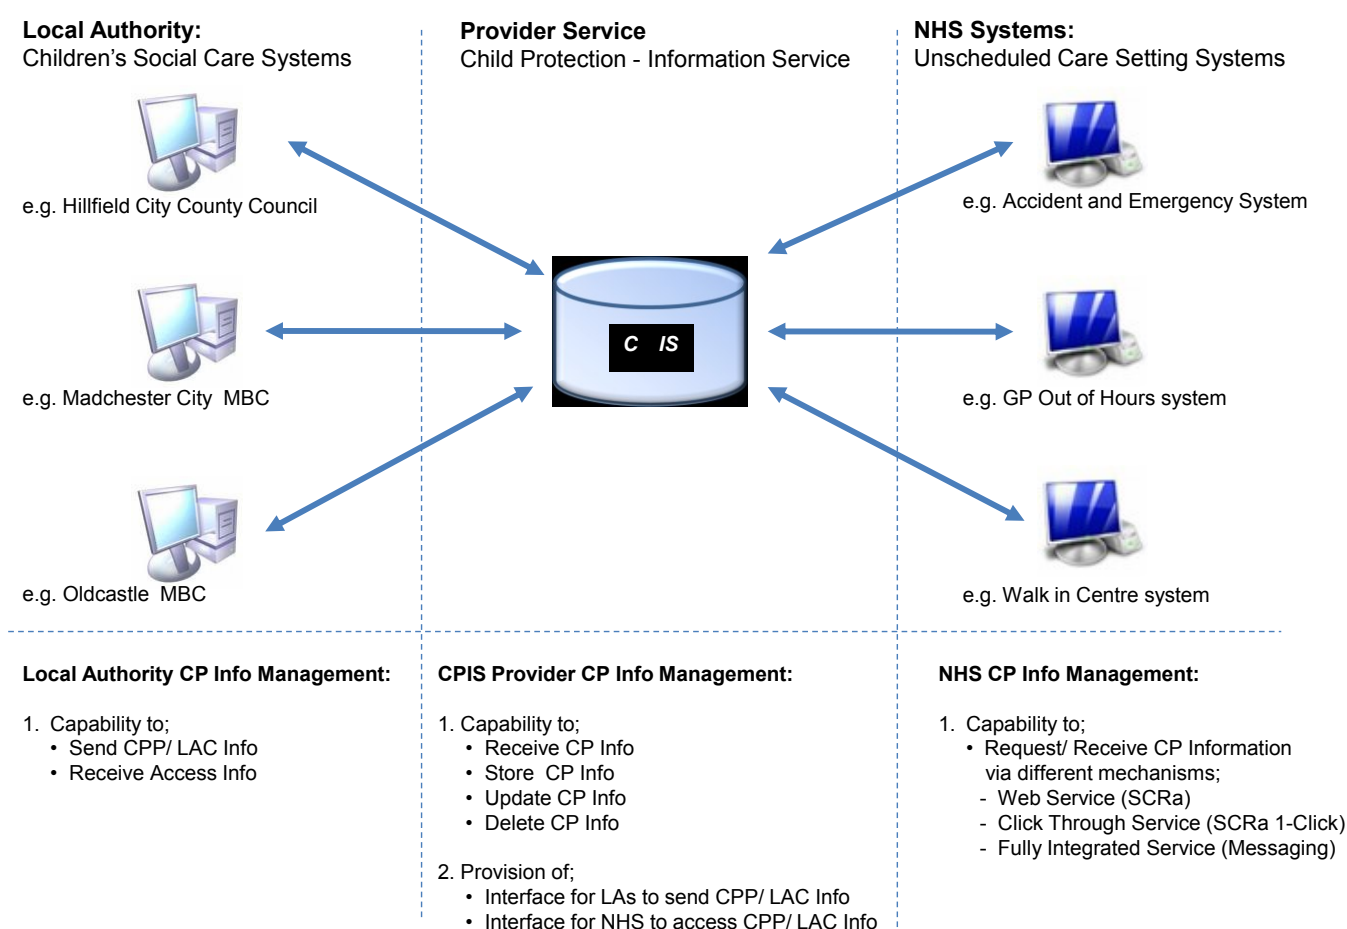 Local Authority:
Children's Social Care Systems
Provider Service
Child Protection - Information Service
NHS Systems:
Unscheduled Care Setting Systems
e.g. Hillfield City County Council
e.g. Accident and Emergency System
C IS
e.g. Madchester City MBC
e.g. GP Out of Hours system
e.g. Oldcastle MBC
e.g. Walk in Centre system
Local Authority CP Info Management:
1. Capability to;
• Send CPP/ LAC Info
• Receive Access Info
CPIS Provider CP Info Management:
1. Capability to;
• Receive CP Info
• Store CP Info
• Update CP Info
• Delete CP Info
2. Provision of;
• Interface for LAs to send CPP/ LAC Info
• Interface for NHS to access CPP/ LAC Info
NHS CP Info Management:
1. Capability to;
• Request/ Receive CP Information
via different mechanisms;
- Web Service (SCRa)
- Click Through Service (SCRa 1-Click)
- Fully Integrated Service (Messaging)